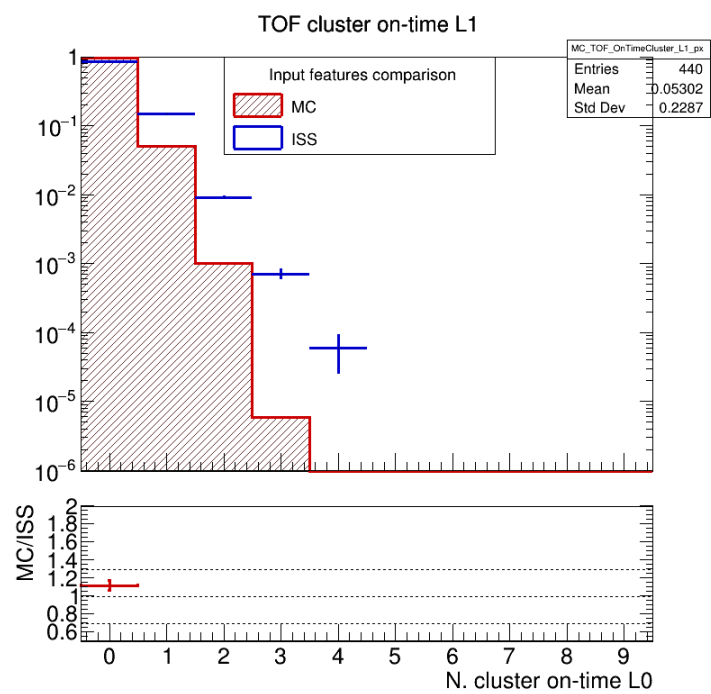 TOF cluster on-time L1
MC_TOF_OnTimeCluster_L1_px
Entries 440
Mean 0.05302
Std Dev 0.2287
Input features comparison
MC
ISS
1
10−1
10−2
10−3
10−4
10−5
10−6
MC/ISS
2
1.8
1.6
1.4
1.2
1
0.8
0.6
0 1 2 3 4 5 6 7 8 9
N. cluster on-time L0